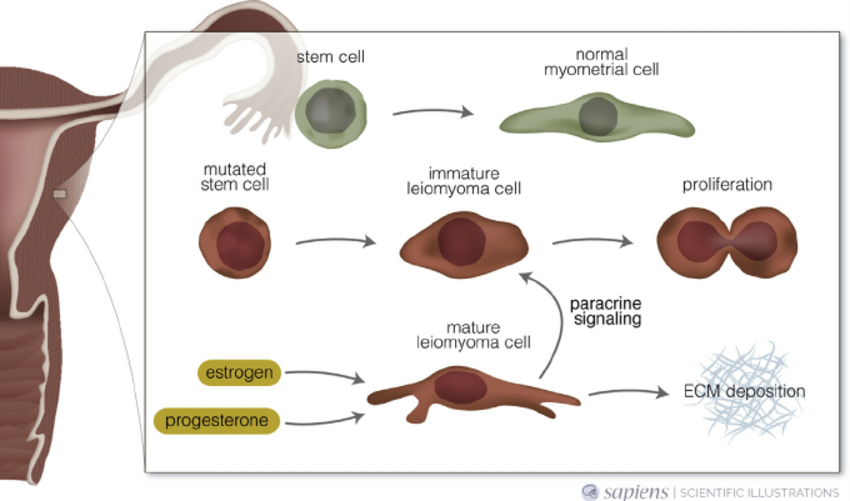 stem cell
normal
myometrial cell
mutated
stem cell
immature
leiomyoma cell
proliferation
paracrine
signaling
mature
leiomyoma cell
estrogen
progesterone
ECM deposition
sapiens | SCIENTIFIC ILLUSTRATIONS